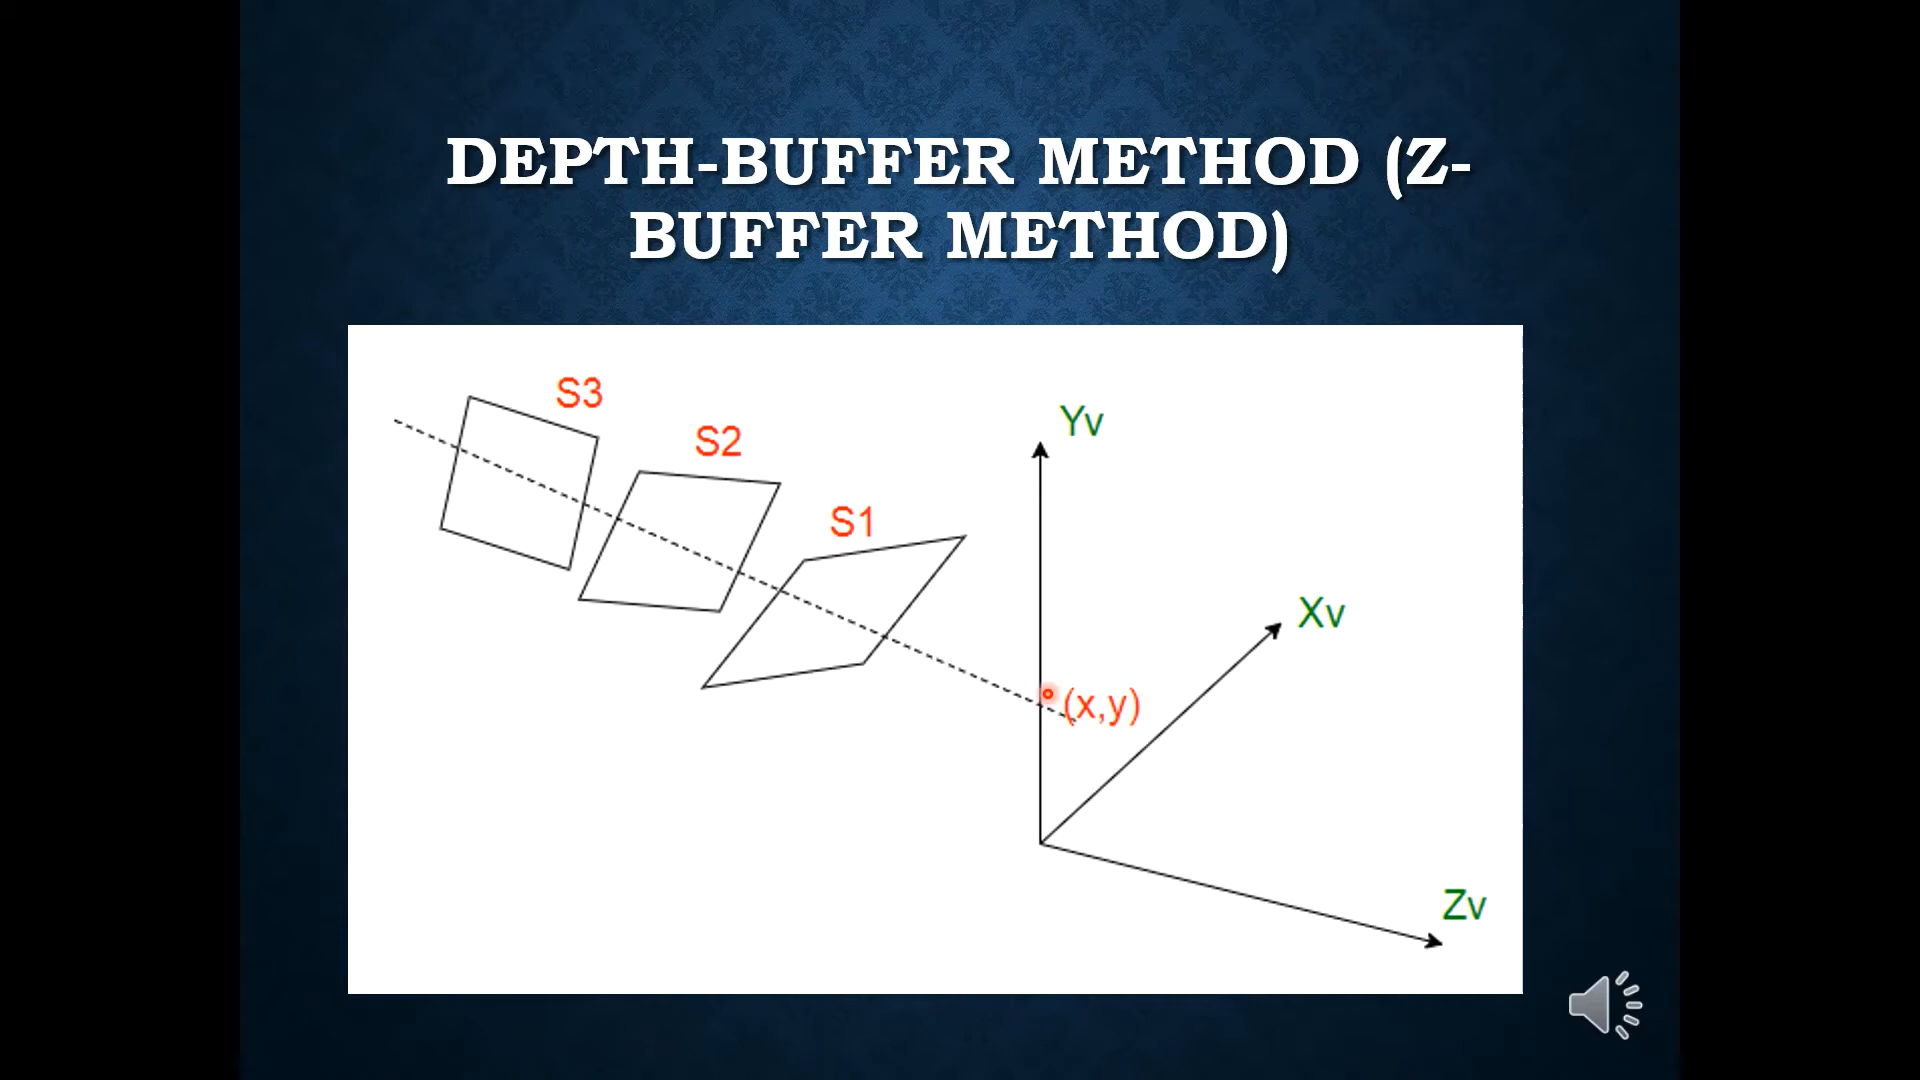 DEPTH-BUFFER METHOD (Z-
BUFFER METHOD)
S3
S2
S1
Yv
Xv
(x,y)
Zv